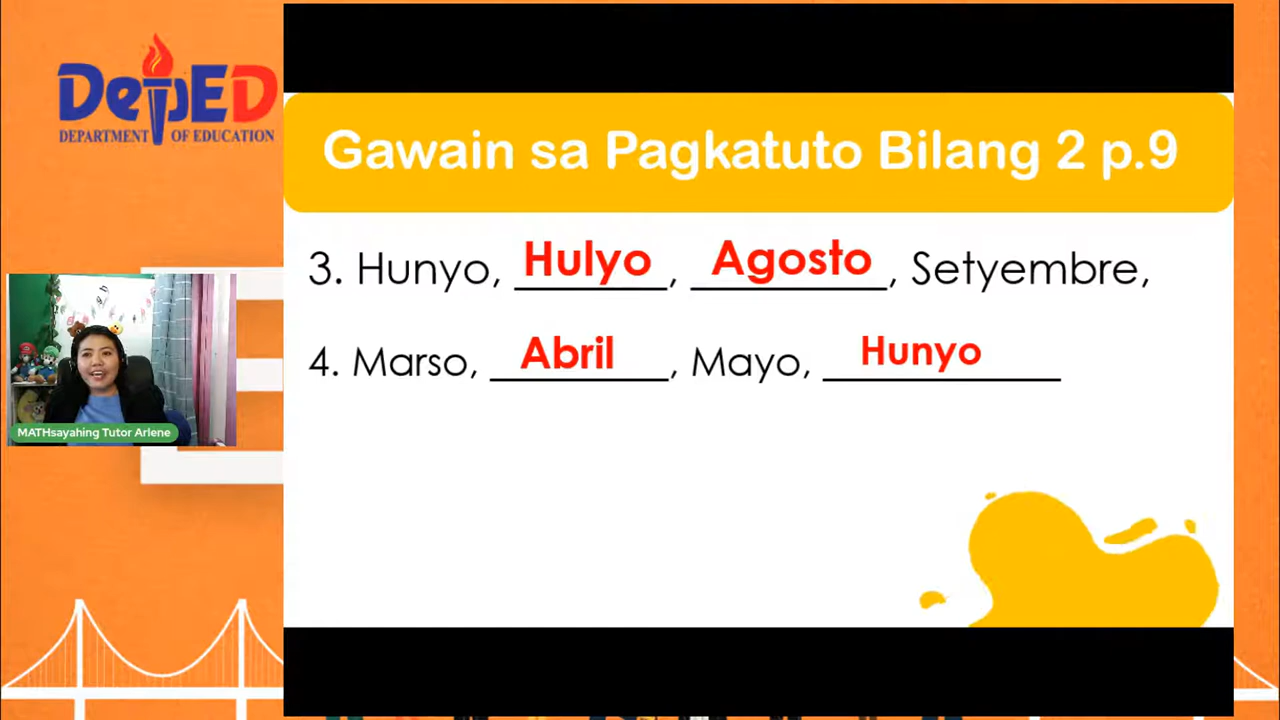 DepED
DEPARTMENT OF EDUCATION
Gawain sa Pagkatuto Bilang 2 p.9
3. Hunyo, Hulyo, Agosto, Setyembre,
4. Marso, Abril, Mayo, Hunyo
MATHsayahing Tutor Arlene